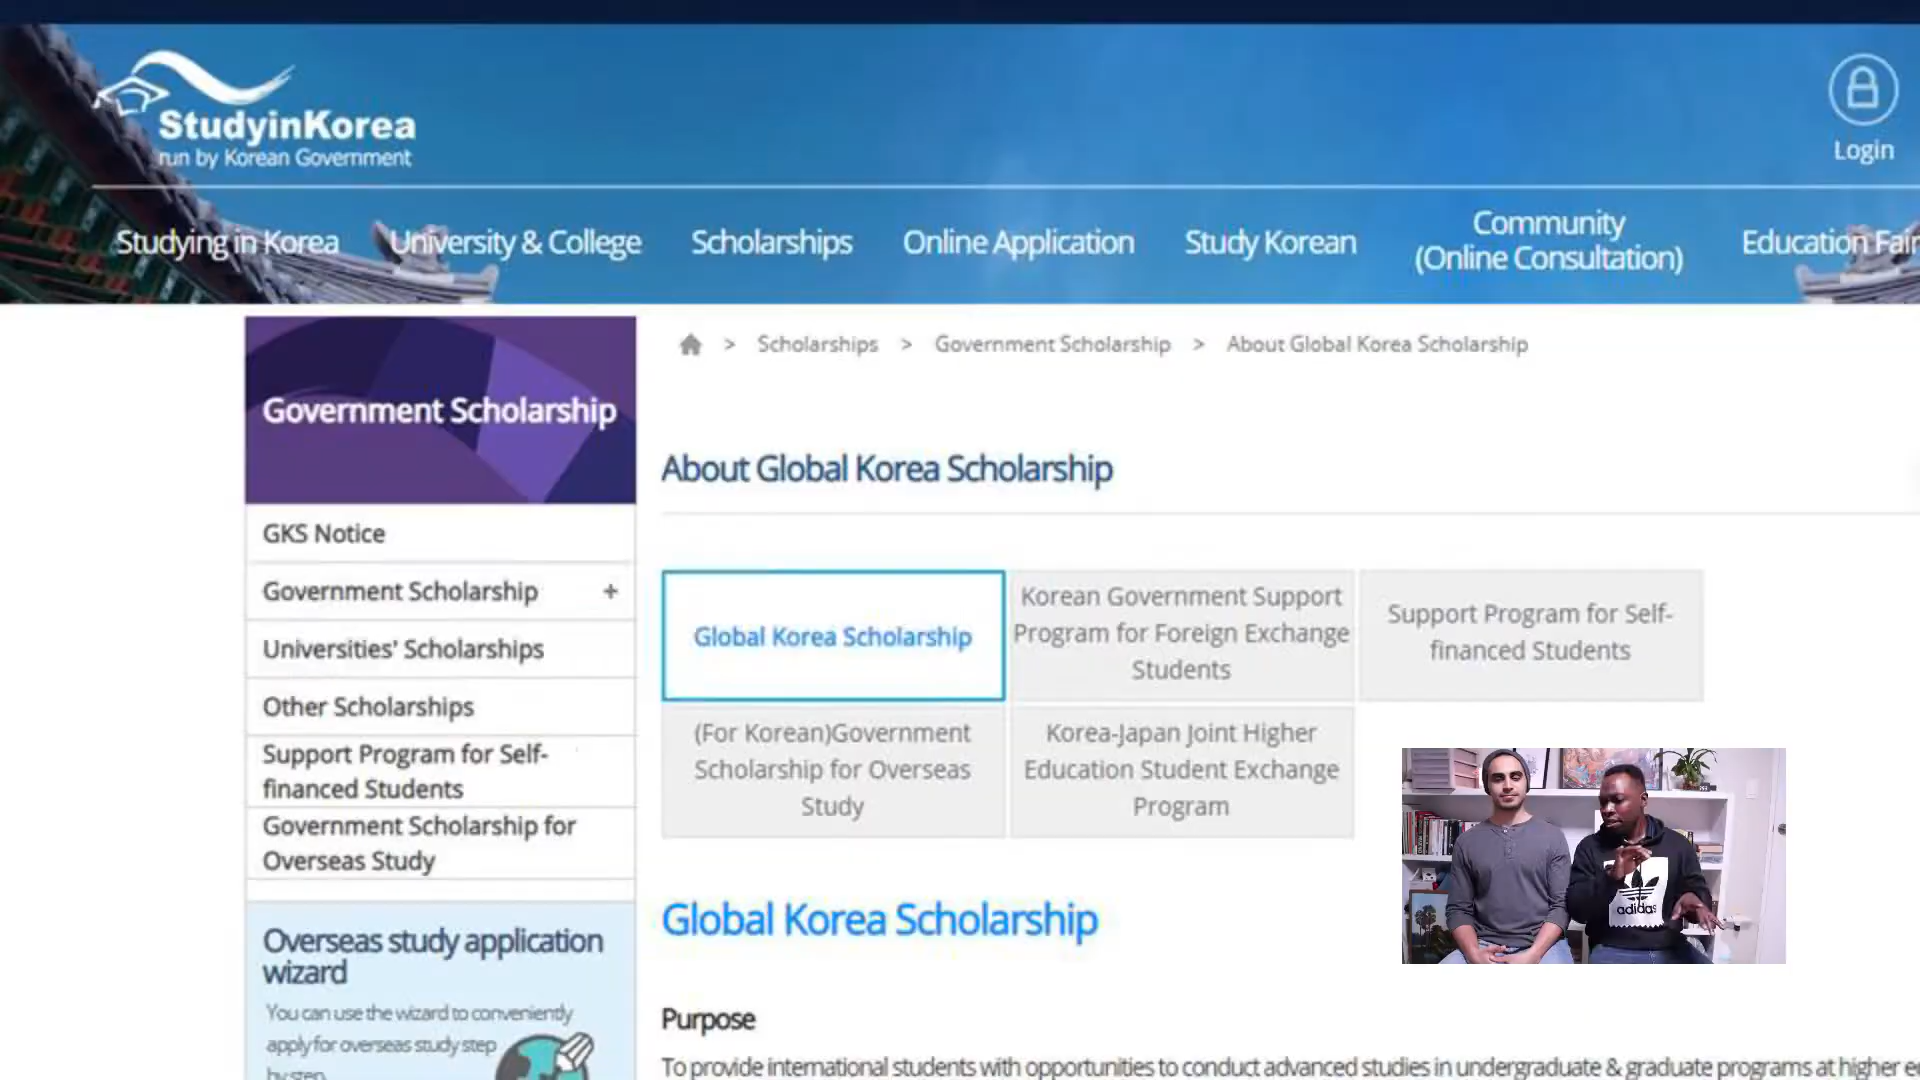 StudyinKorea
run by Korean Government
Login
Studying in Korea
University & College
Scholarships
Online Application
Study Korean
Community
(Online Consultation)
Education Fair
Government Scholarship
GKS Notice
Government Scholarship +
Universities' Scholarships
Other Scholarships
Support Program for Self-
financed Students
Government Scholarship for
Overseas Study
Overseas study application
wizard
You can use the wizard to conveniently
apply for overseas study step
by step
> Scholarships > Government Scholarship > About Global Korea Scholarship
About Global Korea Scholarship
Global Korea Scholarship
Korean Government Support
Program for Foreign Exchange
Students
Support Program for Self-
financed Students
(For Korean)Government
Scholarship for Overseas
Study
Korea-Japan Joint Higher
Education Student Exchange
Program
Global Korea Scholarship
Purpose
To provide international students with opportunities to conduct advanced studies in undergraduate & graduate programs at higher
adidas